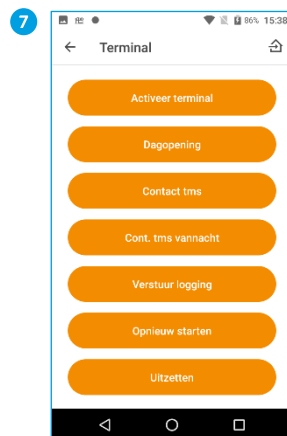 7
86% 15:38
Terminal
Activeer terminal
Dagopening
Contact tms
Cont. tms vannacht
Verstuur logging
Opnieuw starten
Uitzetten